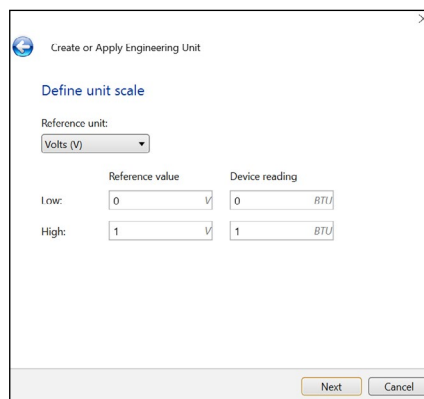 Create or Apply Engineering Unit
Define unit scale
Reference unit:
Volts (V)
Reference value Device reading
Low: 0 V 0 BTU
High: 1 V 1 BTU
Next Cancel